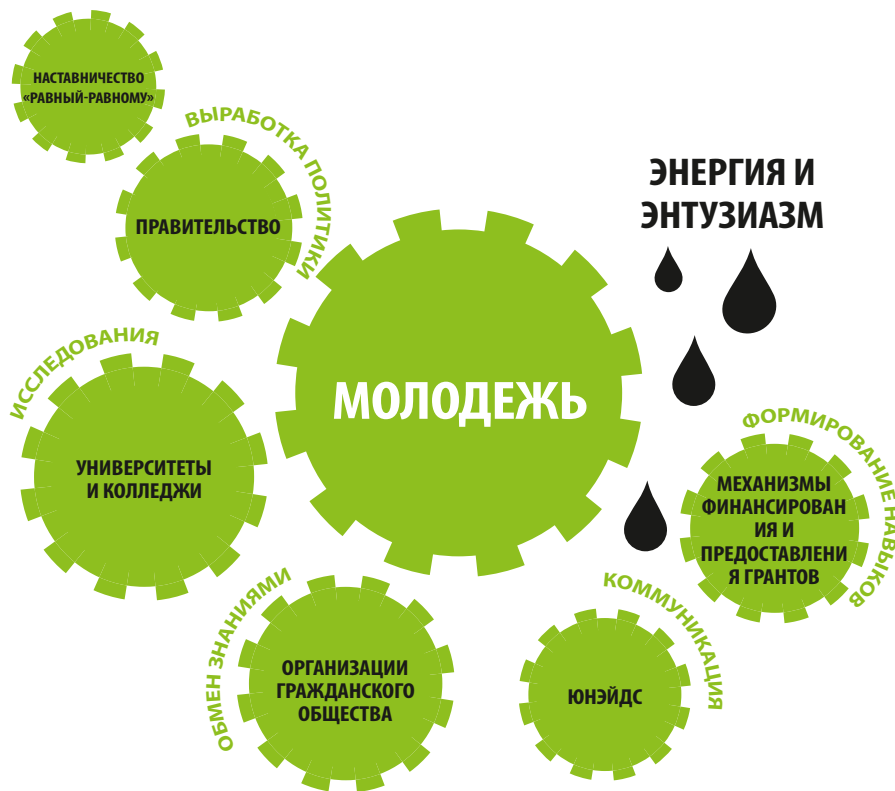 НАСТАВНИЧЕСТВО
«РАВНЫЙ-РАВНОМУ»
ВЫРАБОТКА ПОЛИТИКИ
ПРАВИТЕЛЬСТВО
ЭНЕРГИЯ И
ЭНТУЗИАЗМ
МОЛОДЕЖЬ
ИССЛЕДОВАНИЯ
УНИВЕРСИТЕТЫ
И КОЛЛЕДЖИ
ФОРМИРОВАНИЕ НАВЫКОВ
МЕХАНИЗМЫ
ФИНАНСИРОВАН
ИЯ И
ПРЕДОСТАВЛЕНИ
Я ГРАНТОВ
ОБМЕН ЗНАНИЯМИ
ОРГАНИЗАЦИИ
ГРАЖДАНСКОГО
ОБЩЕСТВА
КОММУНИКАЦИЯ
ЮНЭЙДС